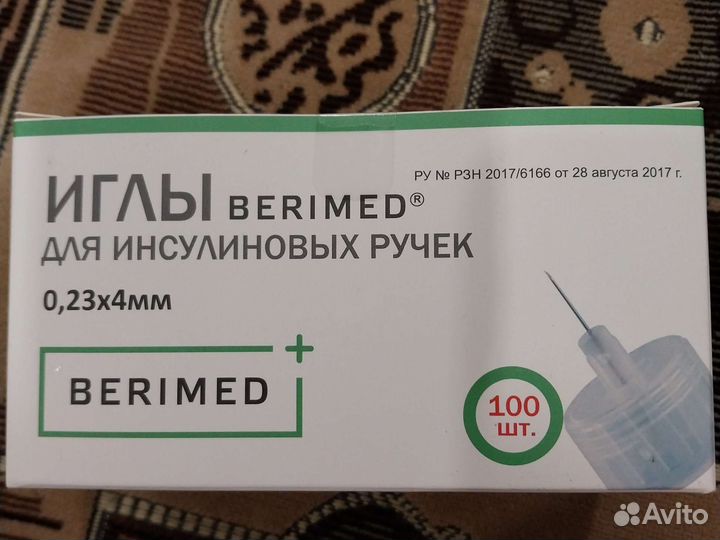 РУ № РЗН 2017/6166 от 28 августа 2017 г.
ИГЛЫ BERIMED®
ДЛЯ ИНСУЛИНОВЫХ РУЧЕК
0,23х4мм
BERIMED
100
шт.
Avito